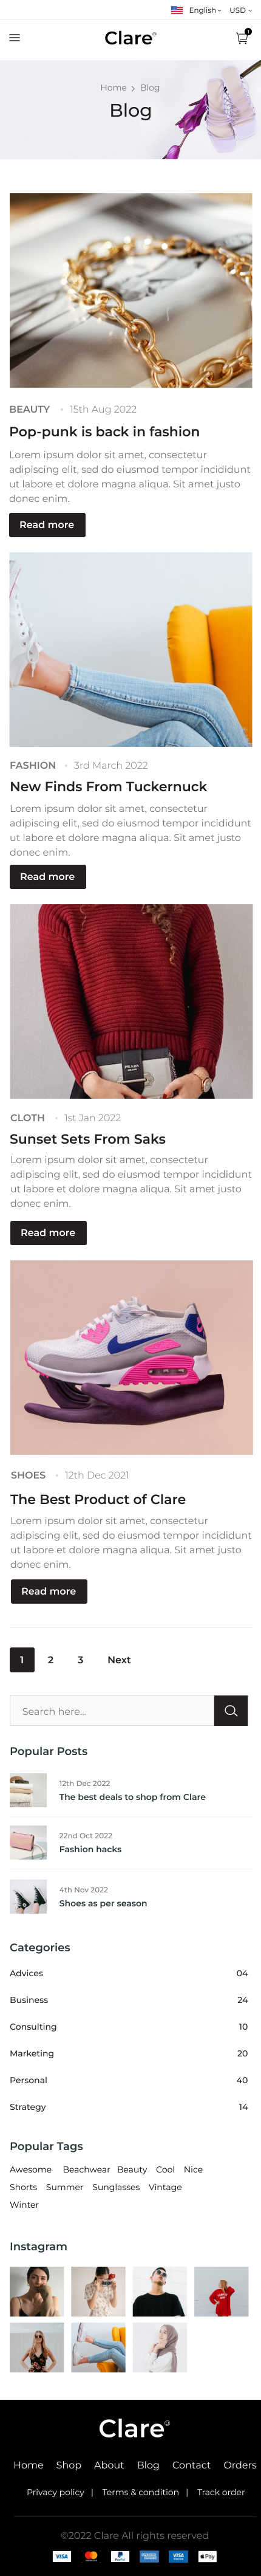 English USD
Clare®
1
Home > Blog
Blog
BEAUTY • 15th Aug 2022
Pop-punk is back in fashion
Lorem ipsum dolor sit amet, consectetur
adipiscing elit, sed do eiusmod tempor incididunt
ut labore et dolore magna aliqua. Sit amet justo
donec enim.
Read more
FASHION • 3rd March 2022
New Finds From Tuckernuck
Lorem ipsum dolor sit amet, consectetur
adipiscing elit, sed do eiusmod tempor incididunt
ut labore et dolore magna aliqua. Sit amet justo
donec enim.
Read more
PRADA
CLOTH • 1st Jan 2022
Sunset Sets From Saks
Lorem ipsum dolor sit amet, consectetur
adipiscing elit, sed do eiusmod tempor incididunt
ut labore et dolore magna aliqua. Sit amet justo
donec enim.
Read more
SHOES • 12th Dec 2021
The Best Product of Clare
Lorem ipsum dolor sit amet, consectetur
adipiscing elit, sed do eiusmod tempor incididunt
ut labore et dolore magna aliqua. Sit amet justo
donec enim.
Read more
1 2 3 Next
Search here...
Popular Posts
12th Dec 2022
The best deals to shop from Clare
22nd Oct 2022
Fashion hacks
4th Nov 2022
Shoes as per season
Categories
Advices 04
Business 24
Consulting 10
Marketing 20
Personal 40
Strategy 14
Popular Tags
Awesome Beachwear Beauty Cool Nice
Shorts Summer Sunglasses Vintage
Winter
Instagram
Clare®
Home Shop About Blog Contact Orders
Privacy policy | Terms & condition | Track order
©2022 Clare All rights reserved
VISA mastercard PayPal VISA Pay